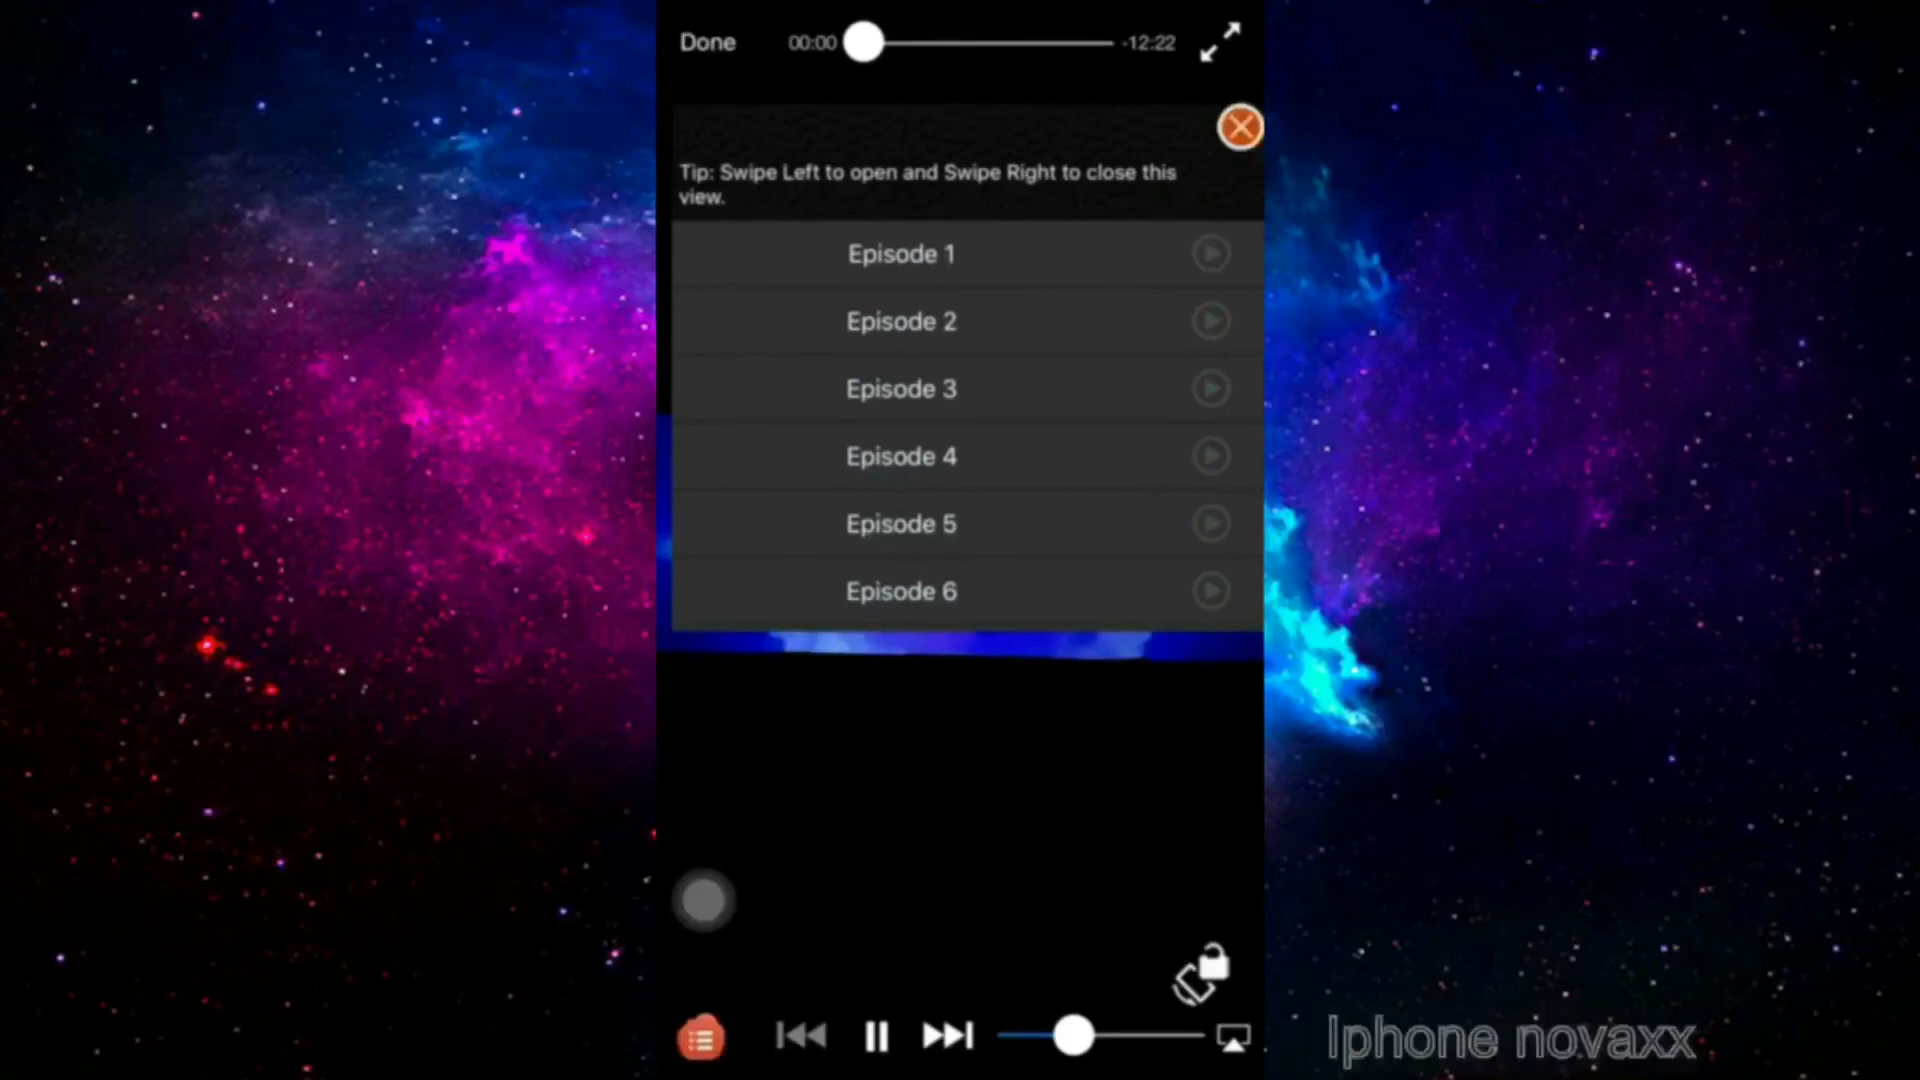 Done 00:00 -12:22
Tip: Swipe Left to open and Swipe Right to close this
view.
Episode 1
Episode 2
Episode 3
Episode 4
Episode 5
Episode 6
Iphone novaxx